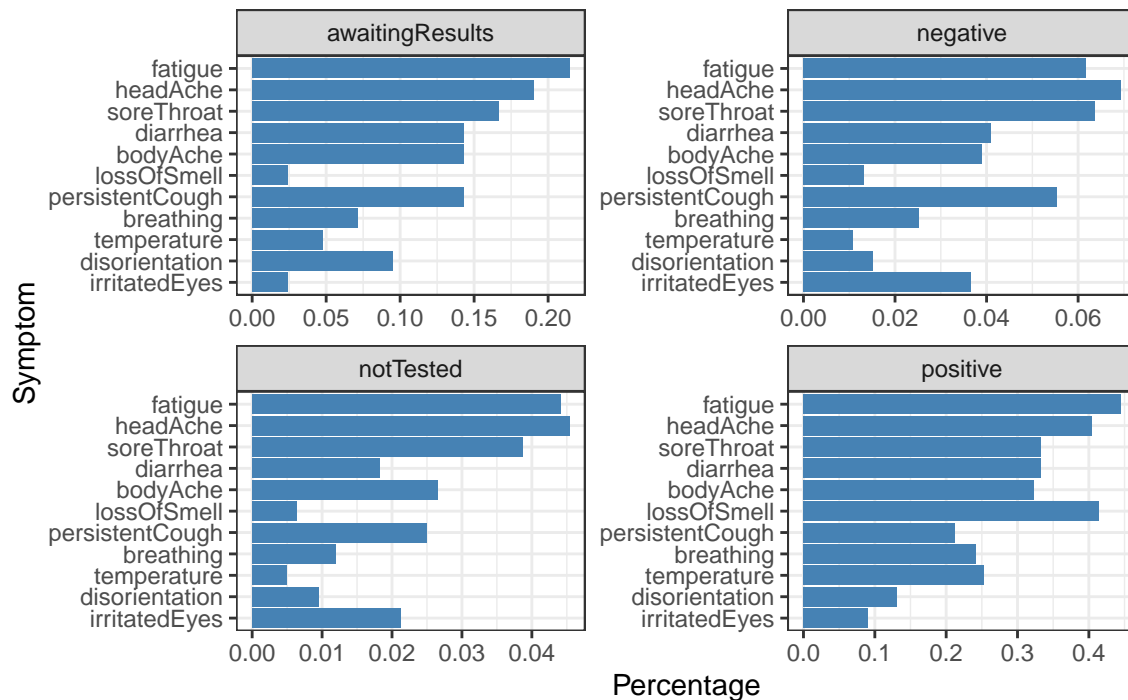 awaitingResults
negative
fatigue
headAche
soreThroat
diarrhea
bodyAche
lossOfSmell
persistentCough
breathing
temperature
disorientation
irritatedEyes
0.00 0.05 0.10 0.15 0.20
fatigue
headAche
soreThroat
diarrhea
bodyAche
lossOfSmell
persistentCough
breathing
temperature
disorientation
irritatedEyes
0.00 0.02 0.04 0.06
notTested
positive
fatigue
headAche
soreThroat
diarrhea
bodyAche
lossOfSmell
persistentCough
breathing
temperature
disorientation
irritatedEyes
0.00 0.01 0.02 0.03 0.04
fatigue
headAche
soreThroat
diarrhea
bodyAche
lossOfSmell
persistentCough
breathing
temperature
disorientation
irritatedEyes
0.0 0.1 0.2 0.3 0.4
Symptom
Percentage